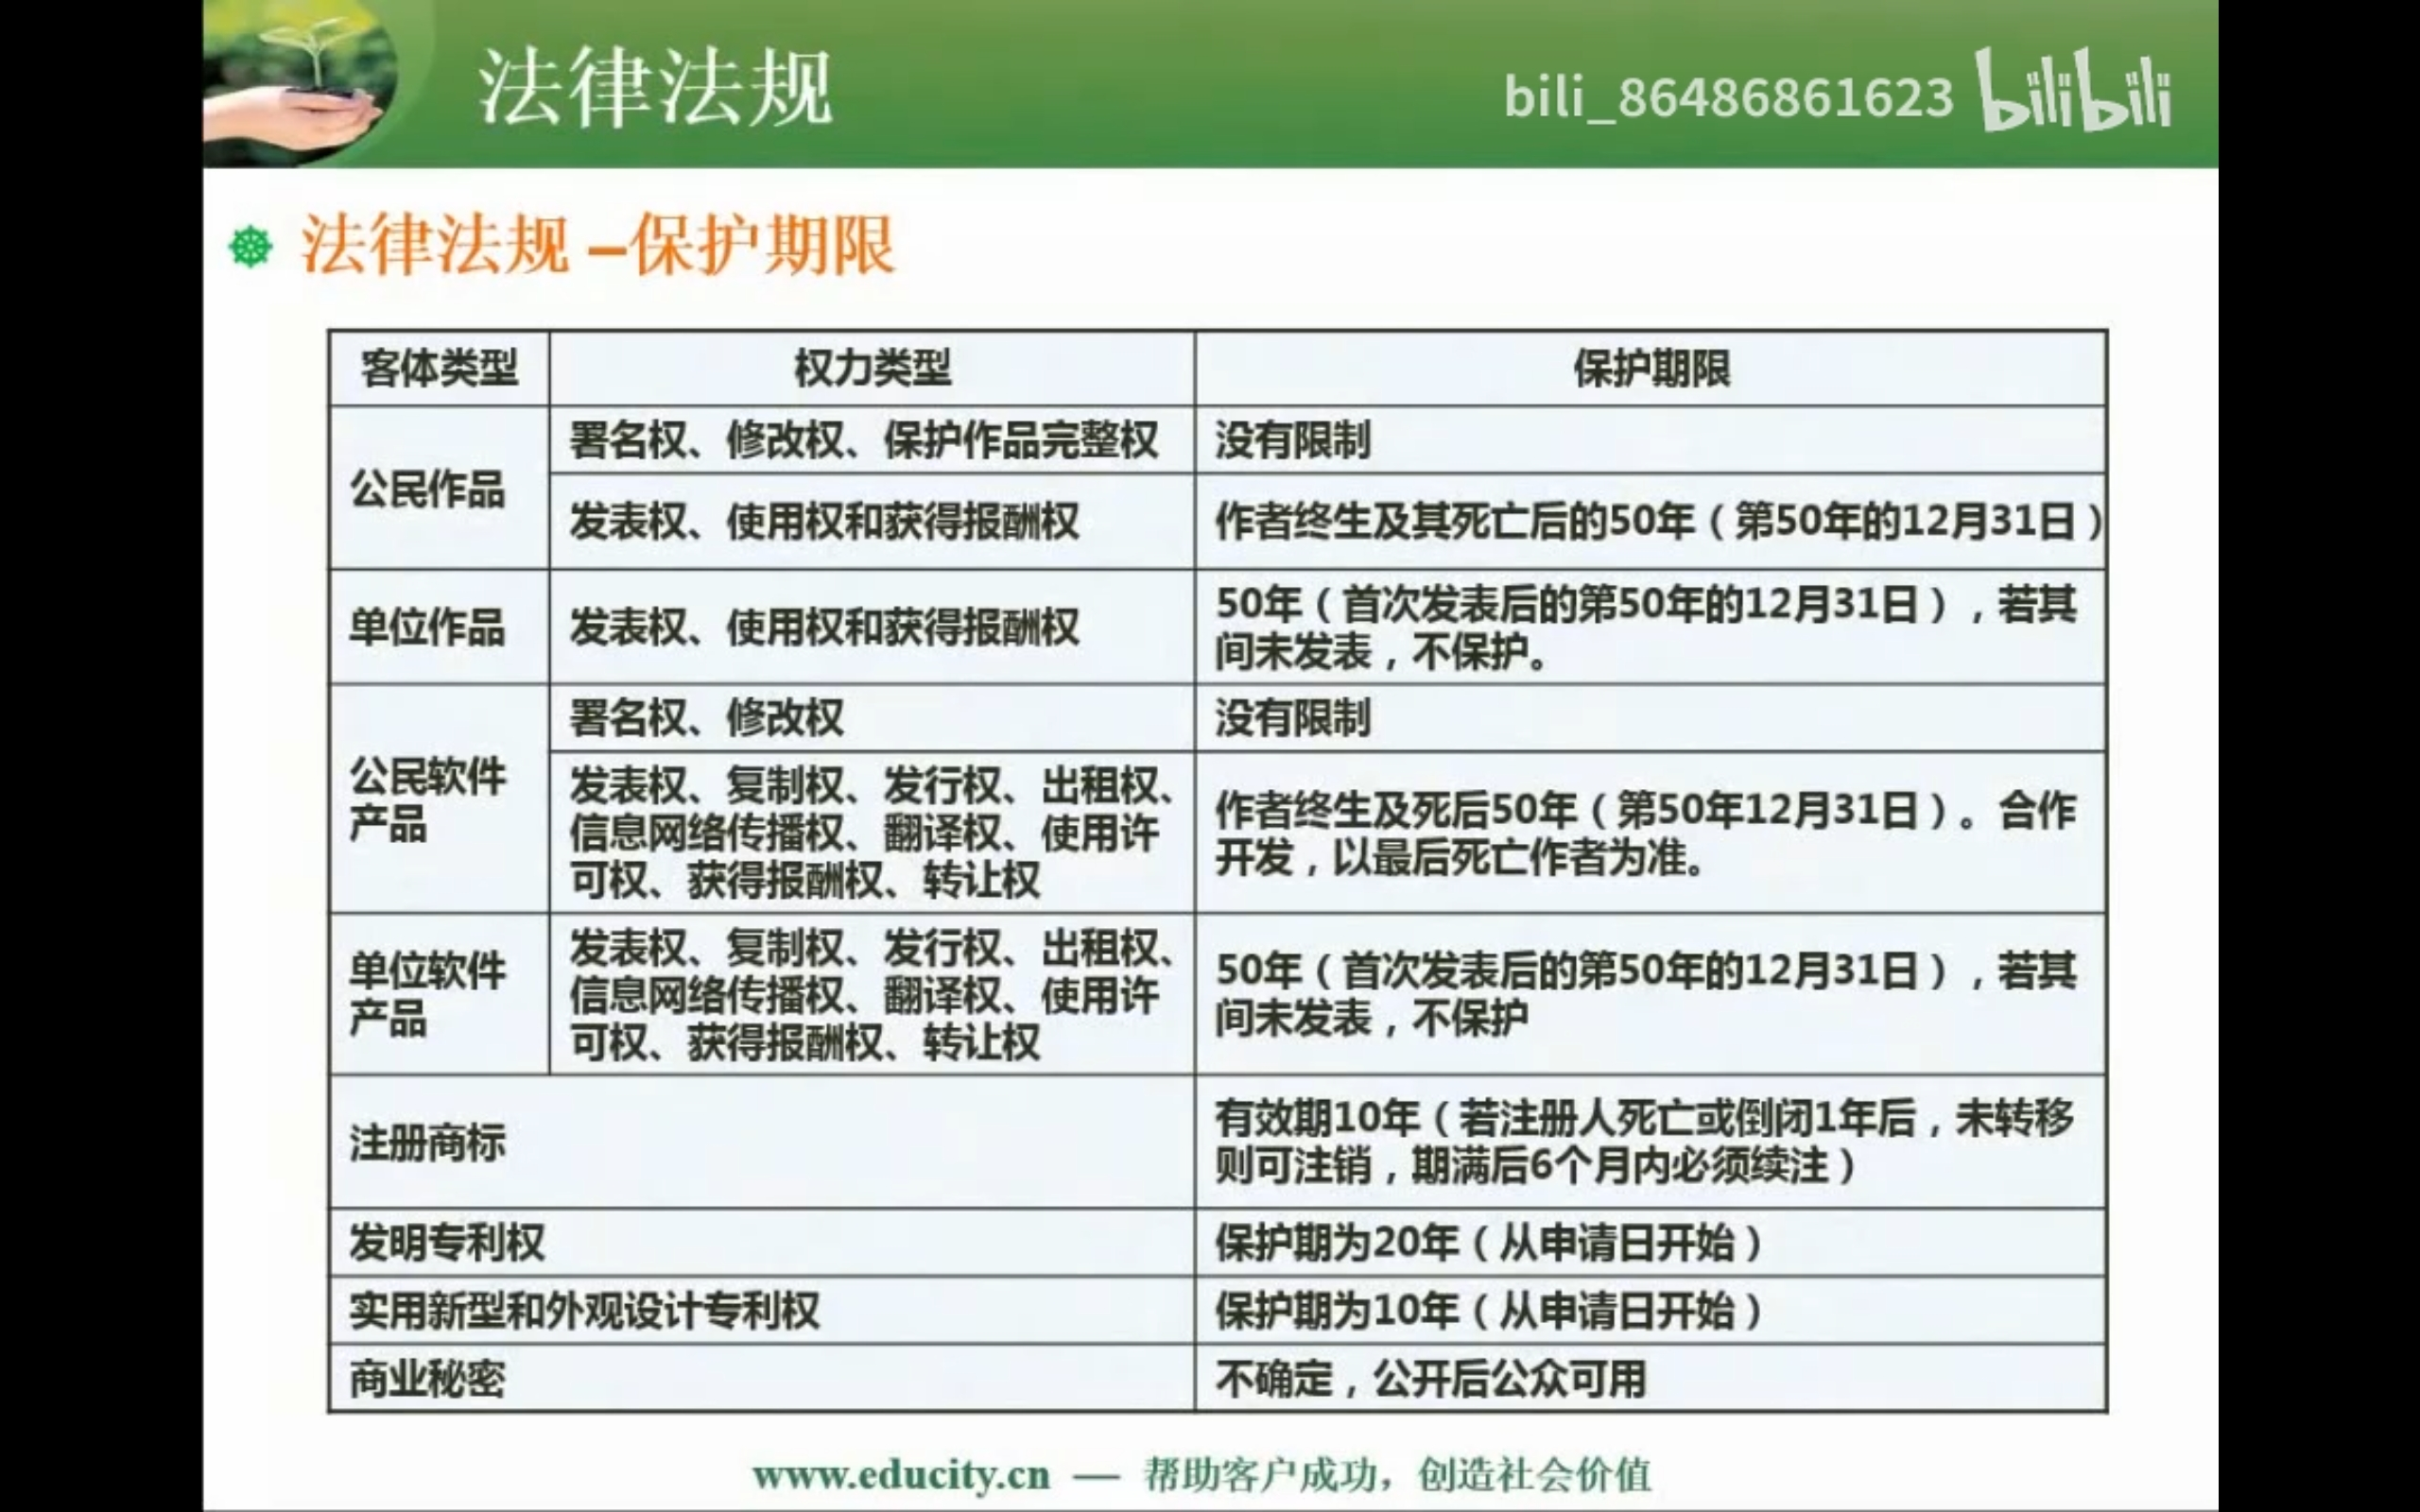 法律法规
bili_86486861623 bilibili
法律法规 –保护期限
客体类型 权力类型 保护期限
公民作品
署名权、修改权、保护作品完整权 没有限制
发表权、使用权和获得报酬权 作者终生及其死亡后的50年（第50年的12月31日）
单位作品
发表权、使用权和获得报酬权
50年（首次发表后的第50年的12月31日），若其
间未发表，不保护。
公民软件
产品
署名权、修改权 没有限制
发表权、复制权、发行权、出租权、
信息网络传播权、翻译权、使用许
可权、获得报酬权、转让权
作者终生及死后50年（第50年12月31日）。合作
开发，以最后死亡作者为准。
单位软件
产品
发表权、复制权、发行权、出租权、
信息网络传播权、翻译权、使用许
可权、获得报酬权、转让权
50年（首次发表后的第50年的12月31日），若其
间未发表，不保护
注册商标
有效期10年（若注册人死亡或倒闭1年后，未转移
则可注销，期满后6个月内必须续注）
发明专利权 保护期为20年（从申请日开始）
实用新型和外观设计专利权 保护期为10年（从申请日开始）
商业秘密 不确定，公开后公众可用
www.educity.cn — 帮助客户成功，创造社会价值